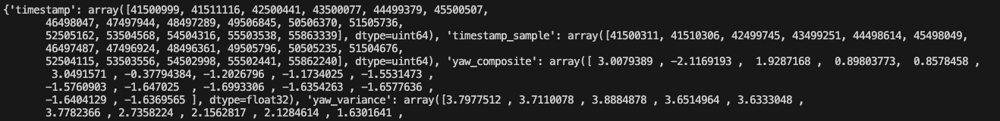 {'timestamp': array([41500999, 41511116, 42500441, 43500077, 44499379, 45500507,
46498047, 47497944, 48497289, 49506845, 50506370, 51505736,
52505162, 53504568, 54504316, 55503538, 55863339], dtype=uint64), 'timestamp_sample': array([41500311, 41510306, 42499745, 43499251, 44498614, 45498049,
46497487, 47496924, 48496361, 49505796, 50505235, 51504676,
52504115, 53503556, 54502998, 55502441, 55862240], dtype=uint64), 'yaw_composite': array([ 3.0079389 , -2.1169193 ,  1.9287168 ,  0.89803773,  0.8578458 ,
3.0491571 , -0.37794384, -1.2026796 , -1.1734025 , -1.5531473 ,
-1.5760903 , -1.647025  , -1.6993306 , -1.6354263 , -1.6577636 ,
-1.6404129 , -1.6369565 ], dtype=float32), 'yaw_variance': array([3.7977512 , 3.7110078 , 3.8884878 , 3.6514964 , 3.6333048 ,
3.7782366 , 2.7358224 , 2.1562817 , 2.1284614 , 1.6301641 ,